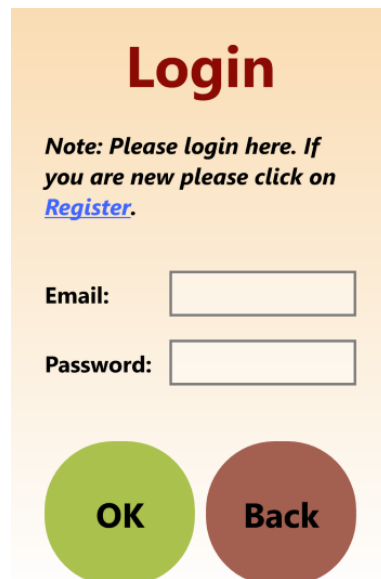 Login
Note: Please login here. If
you are new please click on
Register.
Email:
Password:
OK Back